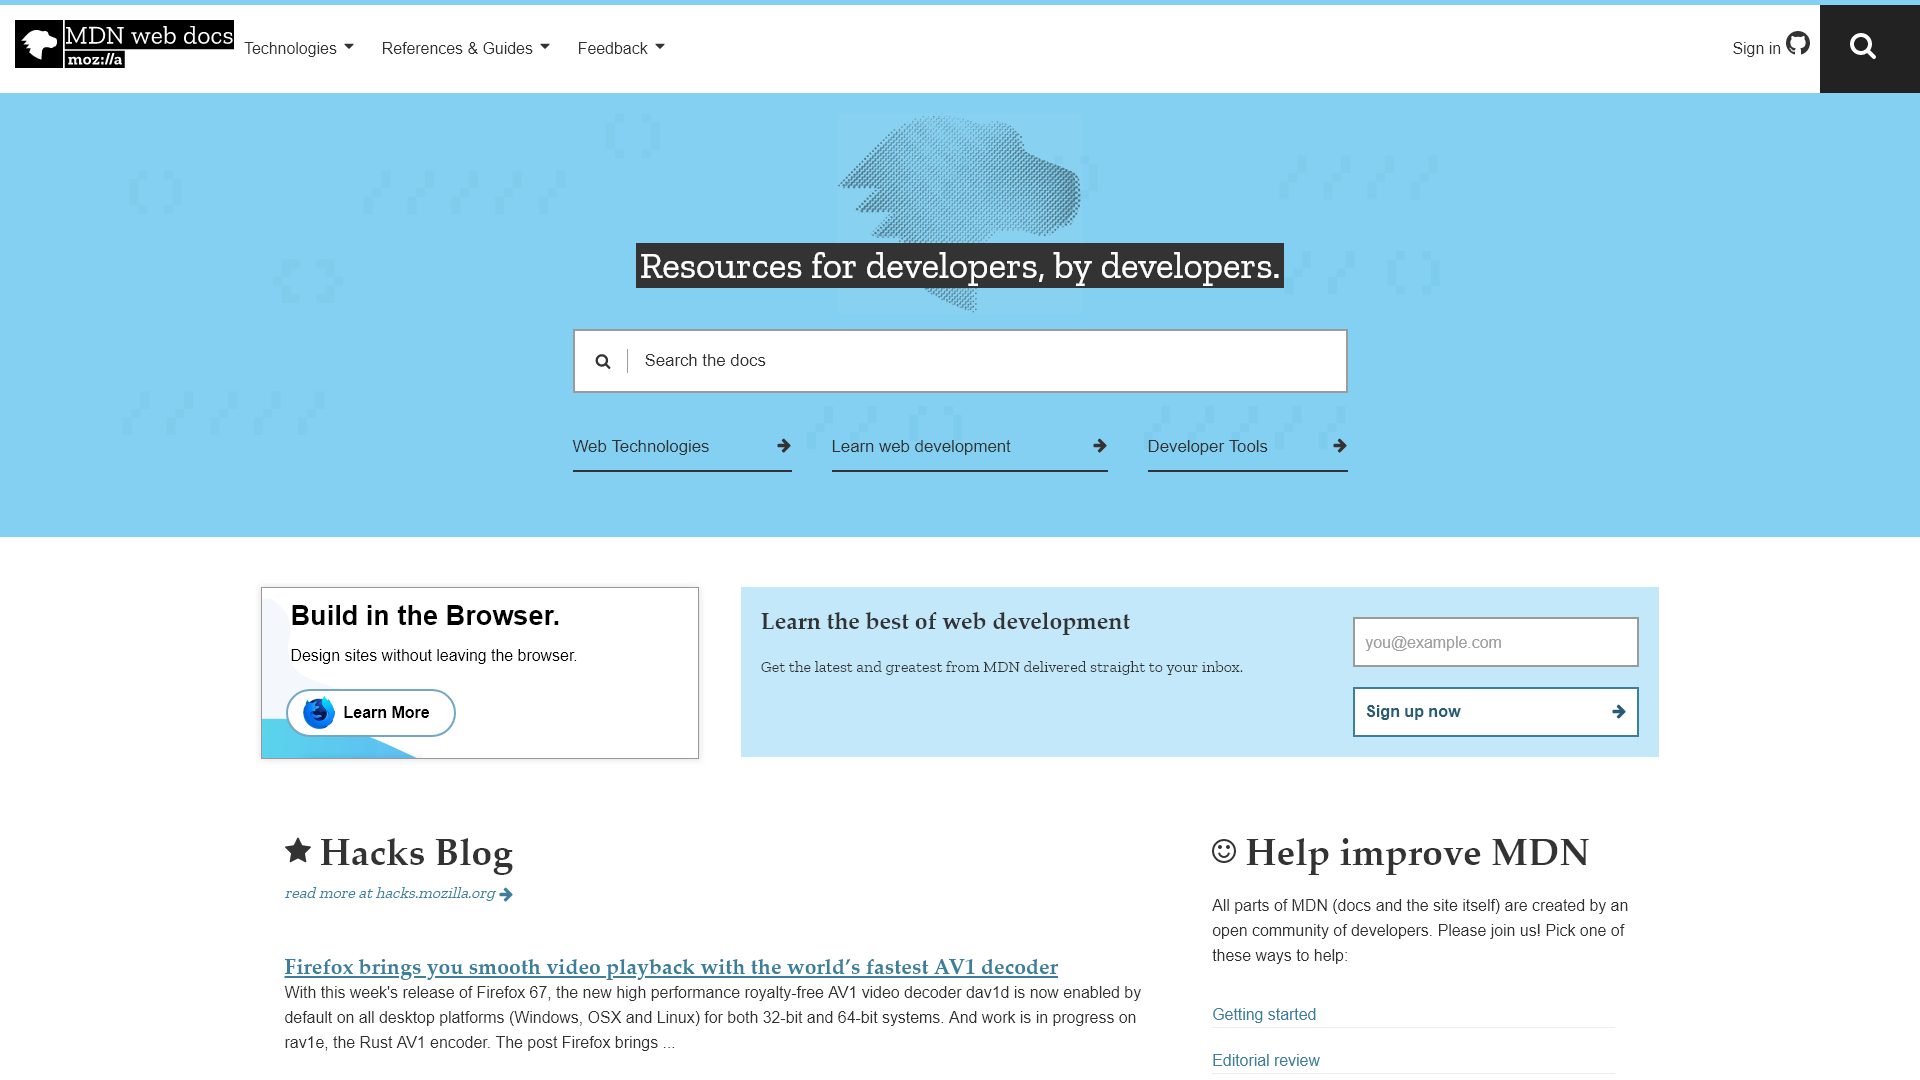 MDN web docs
moz://a
Technologies
References & Guides
Feedback
Sign in
Resources for developers, by developers.
Search the docs
Web Technologies
Learn web development
Developer Tools
Build in the Browser.
Design sites without leaving the browser.
Learn More
Learn the best of web development
Get the latest and greatest from MDN delivered straight to your inbox.
you@example.com
Sign up now
Hacks Blog
read more at hacks.mozilla.org
Firefox brings you smooth video playback with the world’s fastest AV1 decoder
With this week's release of Firefox 67, the new high performance royalty-free AV1 video decoder dav1d is now enabled by
default on all desktop platforms (Windows, OSX and Linux) for both 32-bit and 64-bit systems. And work is in progress on
rav1e, the Rust AV1 encoder. The post Firefox brings ...
Help improve MDN
All parts of MDN (docs and the site itself) are created by an
open community of developers. Please join us! Pick one of
these ways to help:
Getting started
Editorial review